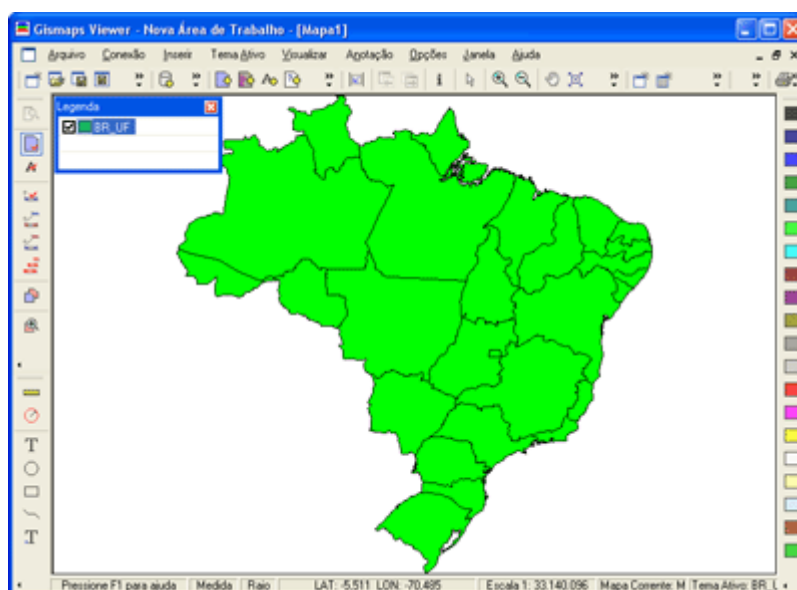 Gismaps Viewer - Nova Área de Trabalho - [Mapa1]
Arquivo Conexão Inserir Tema Ativo Visualizar Anotação Opções Janela Ajuda
Legenda
BR_UF
Pressione F1 para ajuda Medida Raio LAT: -5.511 LON: -70.485 Escala 1: 33.140.096 Mapa Corrente: M Tema Ativo: BR_L